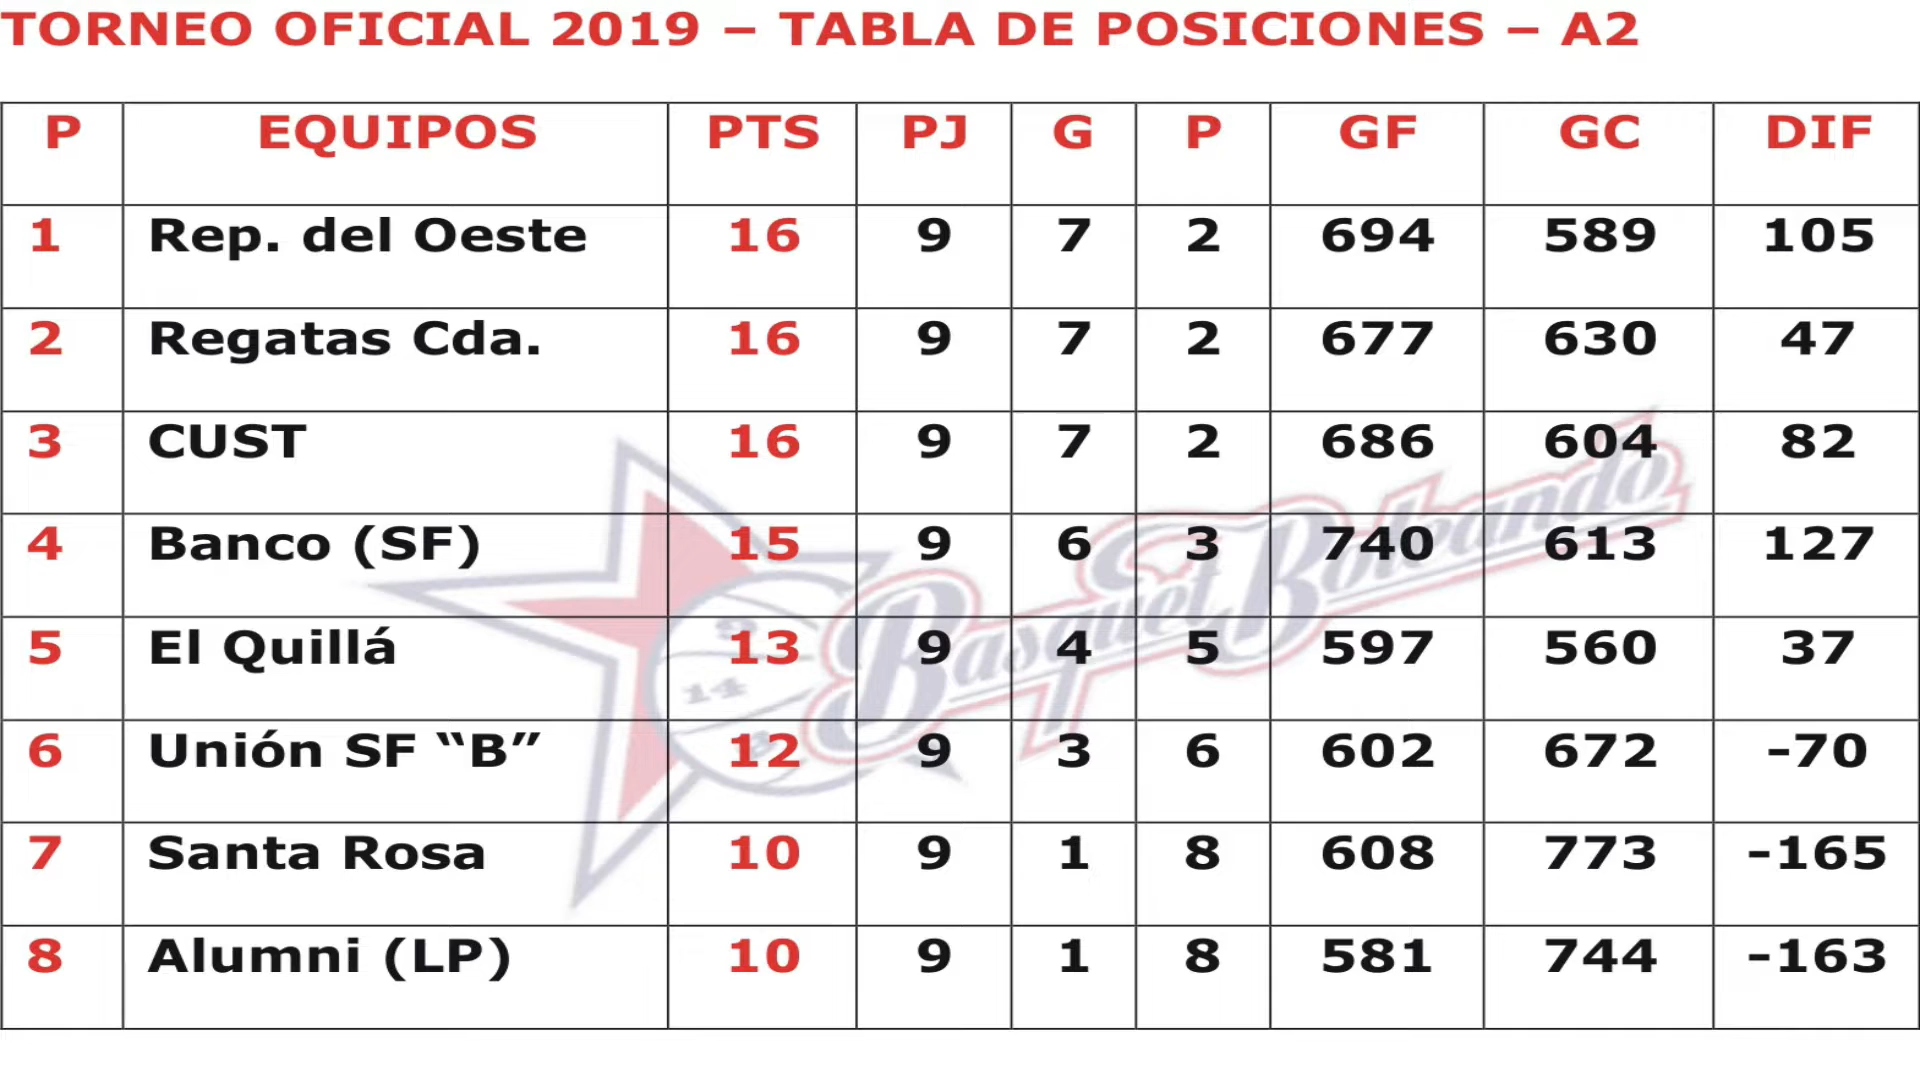 TORNEO OFICIAL 2019 – TABLA DE POSICIONES – A2
P EQUIPOS PTS PJ G P GF GC DIF
1 Rep. del Oeste 16 9 7 2 694 589 105
2 Regatas Cda. 16 9 7 2 677 630 47
3 CUST 16 9 7 2 686 604 82
4 Banco (SF) 15 9 6 3 740 613 127
5 El Quillá 13 9 4 5 597 560 37
6 Unión SF “B” 12 9 3 6 602 672 -70
7 Santa Rosa 10 9 1 8 608 773 -165
8 Alumni (LP) 10 9 1 8 581 744 -163
Basquet Boleando
9
14
8